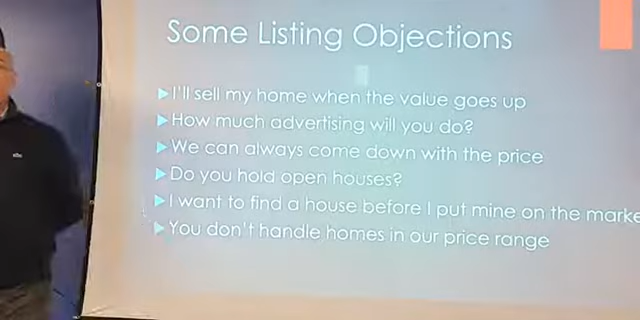 Some Listing Objections
I'll sell my home when the value goes up
How much advertising will you do?
We can always come down with the price
Do you hold open houses?
I want to find a house before I put mine on the marke
You don't handle homes in our price range